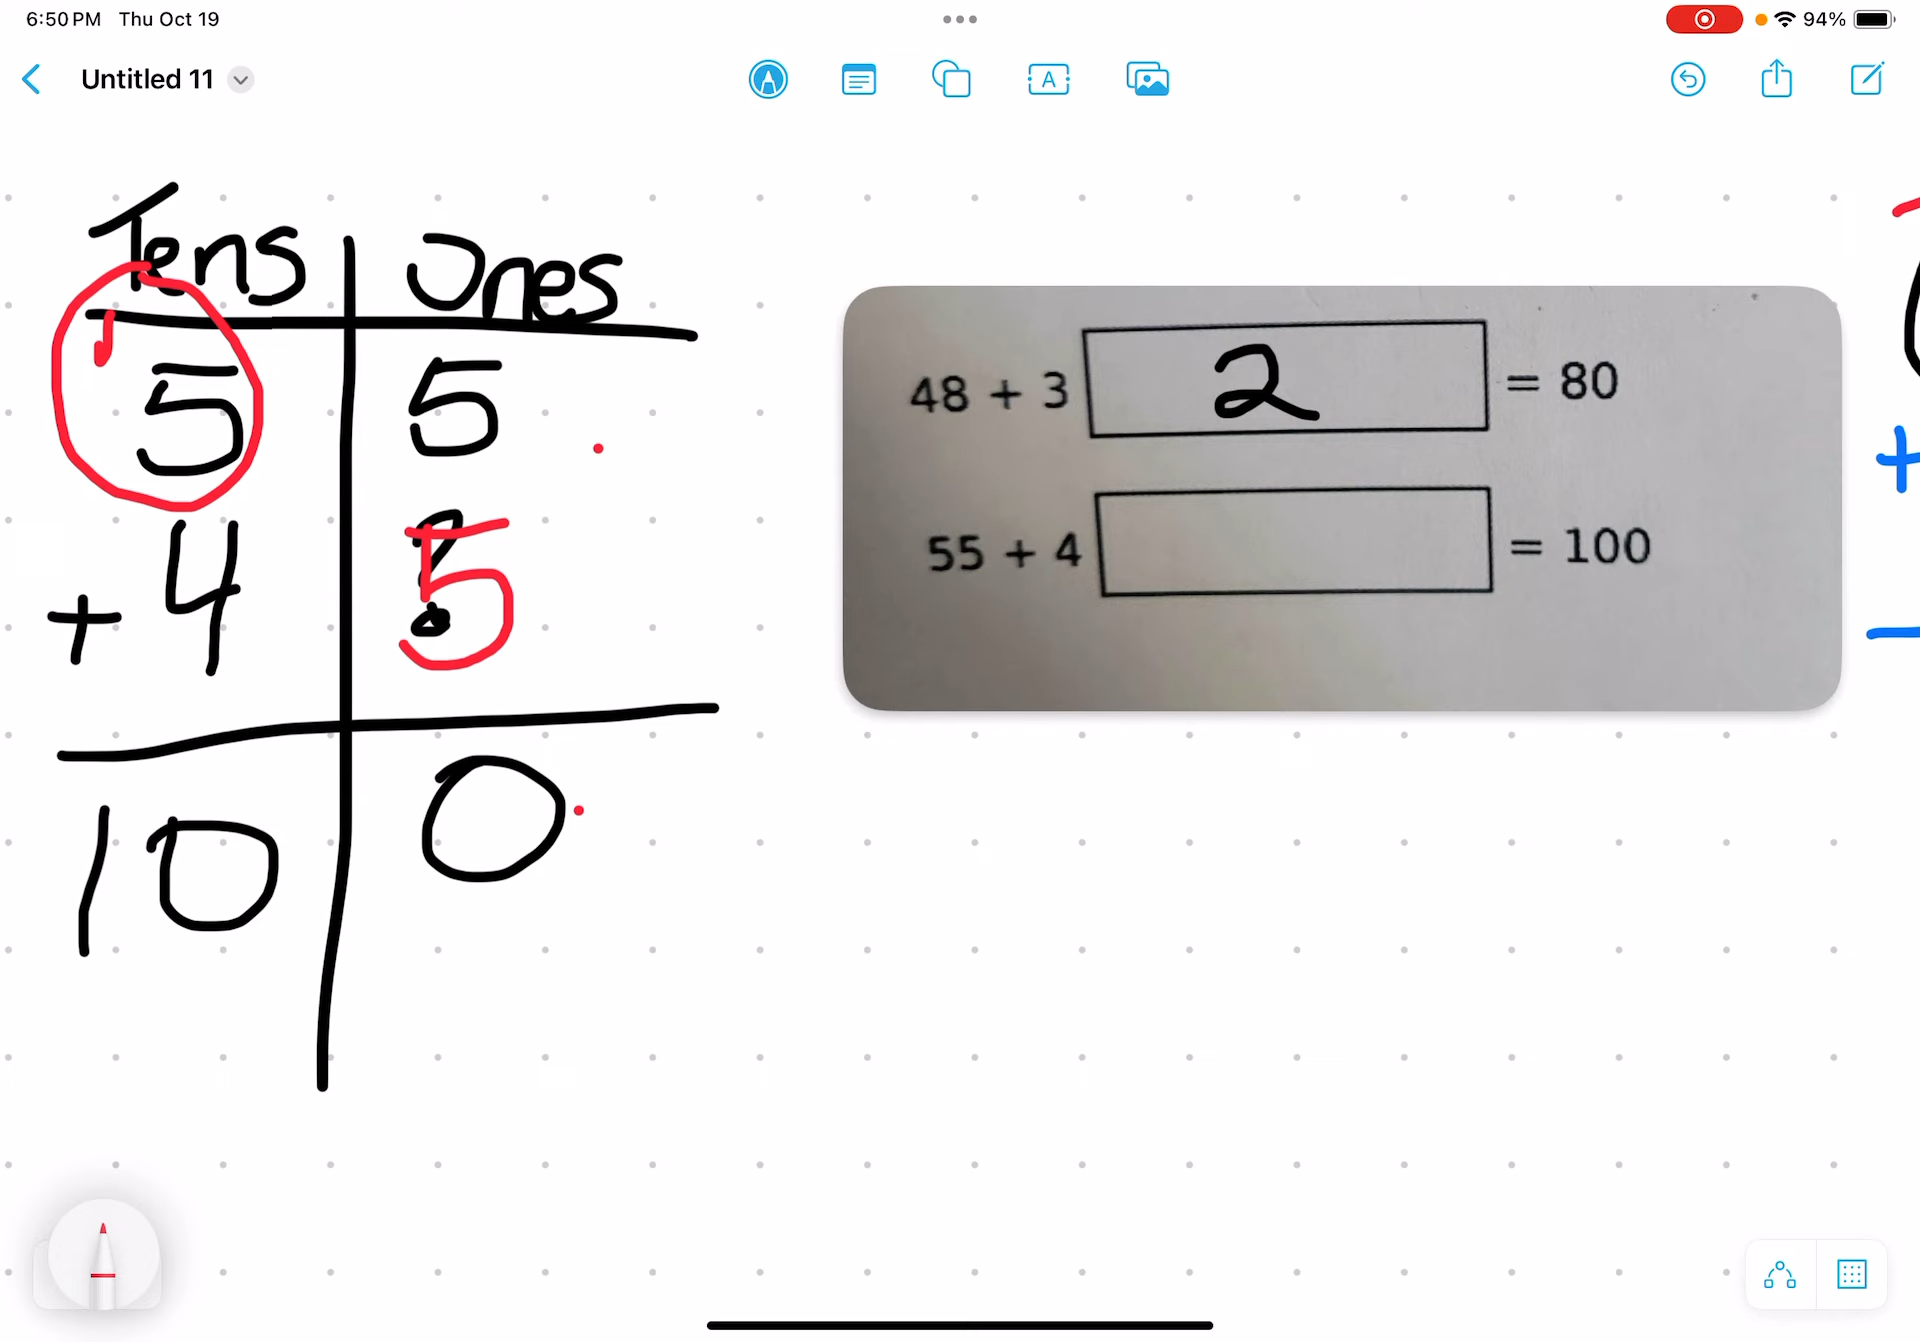 6:50 PM Thu Oct 19
94%
Untitled 11
A
Tens Ones
1
5 5
+ 4 5
10 0
48 + 3 2 = 80
55 + 4 = 100
+